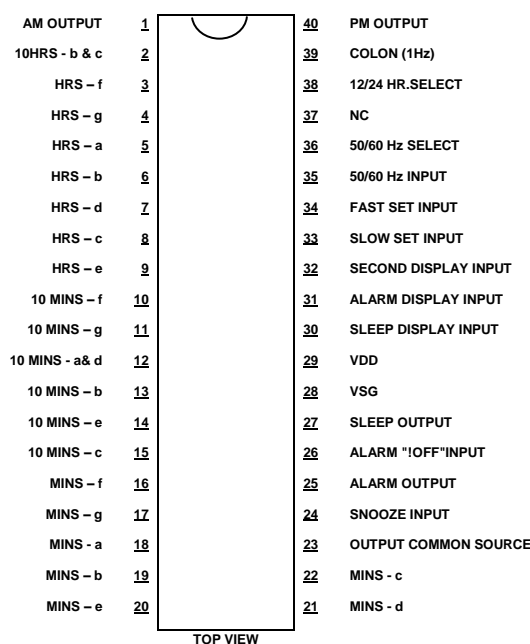 AM OUTPUT 1 40 PM OUTPUT
10HRS - b & c 2 39 COLON (1Hz)
HRS – f 3 38 12/24 HR.SELECT
HRS – g 4 37 NC
HRS – a 5 36 50/60 Hz SELECT
HRS – b 6 35 50/60 Hz INPUT
HRS – d 7 34 FAST SET INPUT
HRS – c 8 33 SLOW SET INPUT
HRS – e 9 32 SECOND DISPLAY INPUT
10 MINS – f 10 31 ALARM DISPLAY INPUT
10 MINS – g 11 30 SLEEP DISPLAY INPUT
10 MINS - a& d 12 29 VDD
10 MINS – b 13 28 VSG
10 MINS – e 14 27 SLEEP OUTPUT
10 MINS – c 15 26 ALARM "!OFF"INPUT
MINS – f 16 25 ALARM OUTPUT
MINS – g 17 24 SNOOZE INPUT
MINS - a 18 23 OUTPUT COMMON SOURCE
MINS – b 19 22 MINS - c
MINS – e 20 21 MINS - d
TOP VIEW